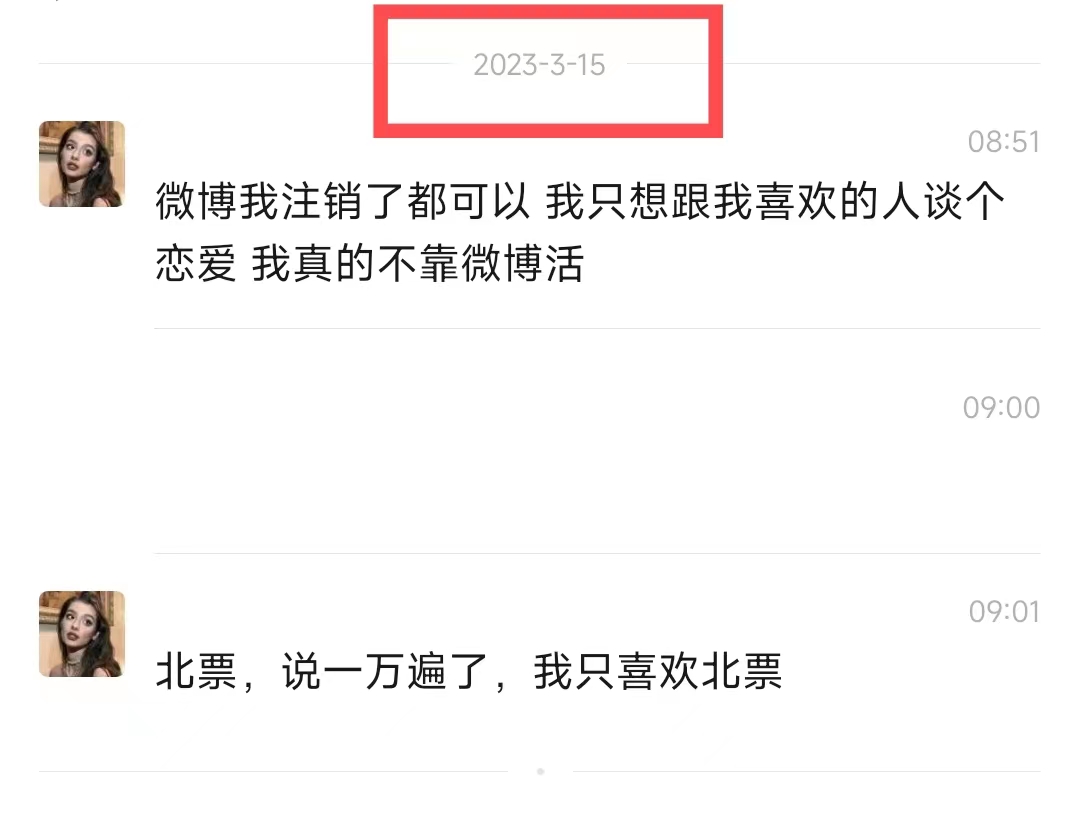 2023-3-15
08:51
微博我注销了都可以 我只想跟我喜欢的人谈个
恋爱 我真的不靠微博活
09:00
09:01
北票，说一万遍了，我只喜欢北票